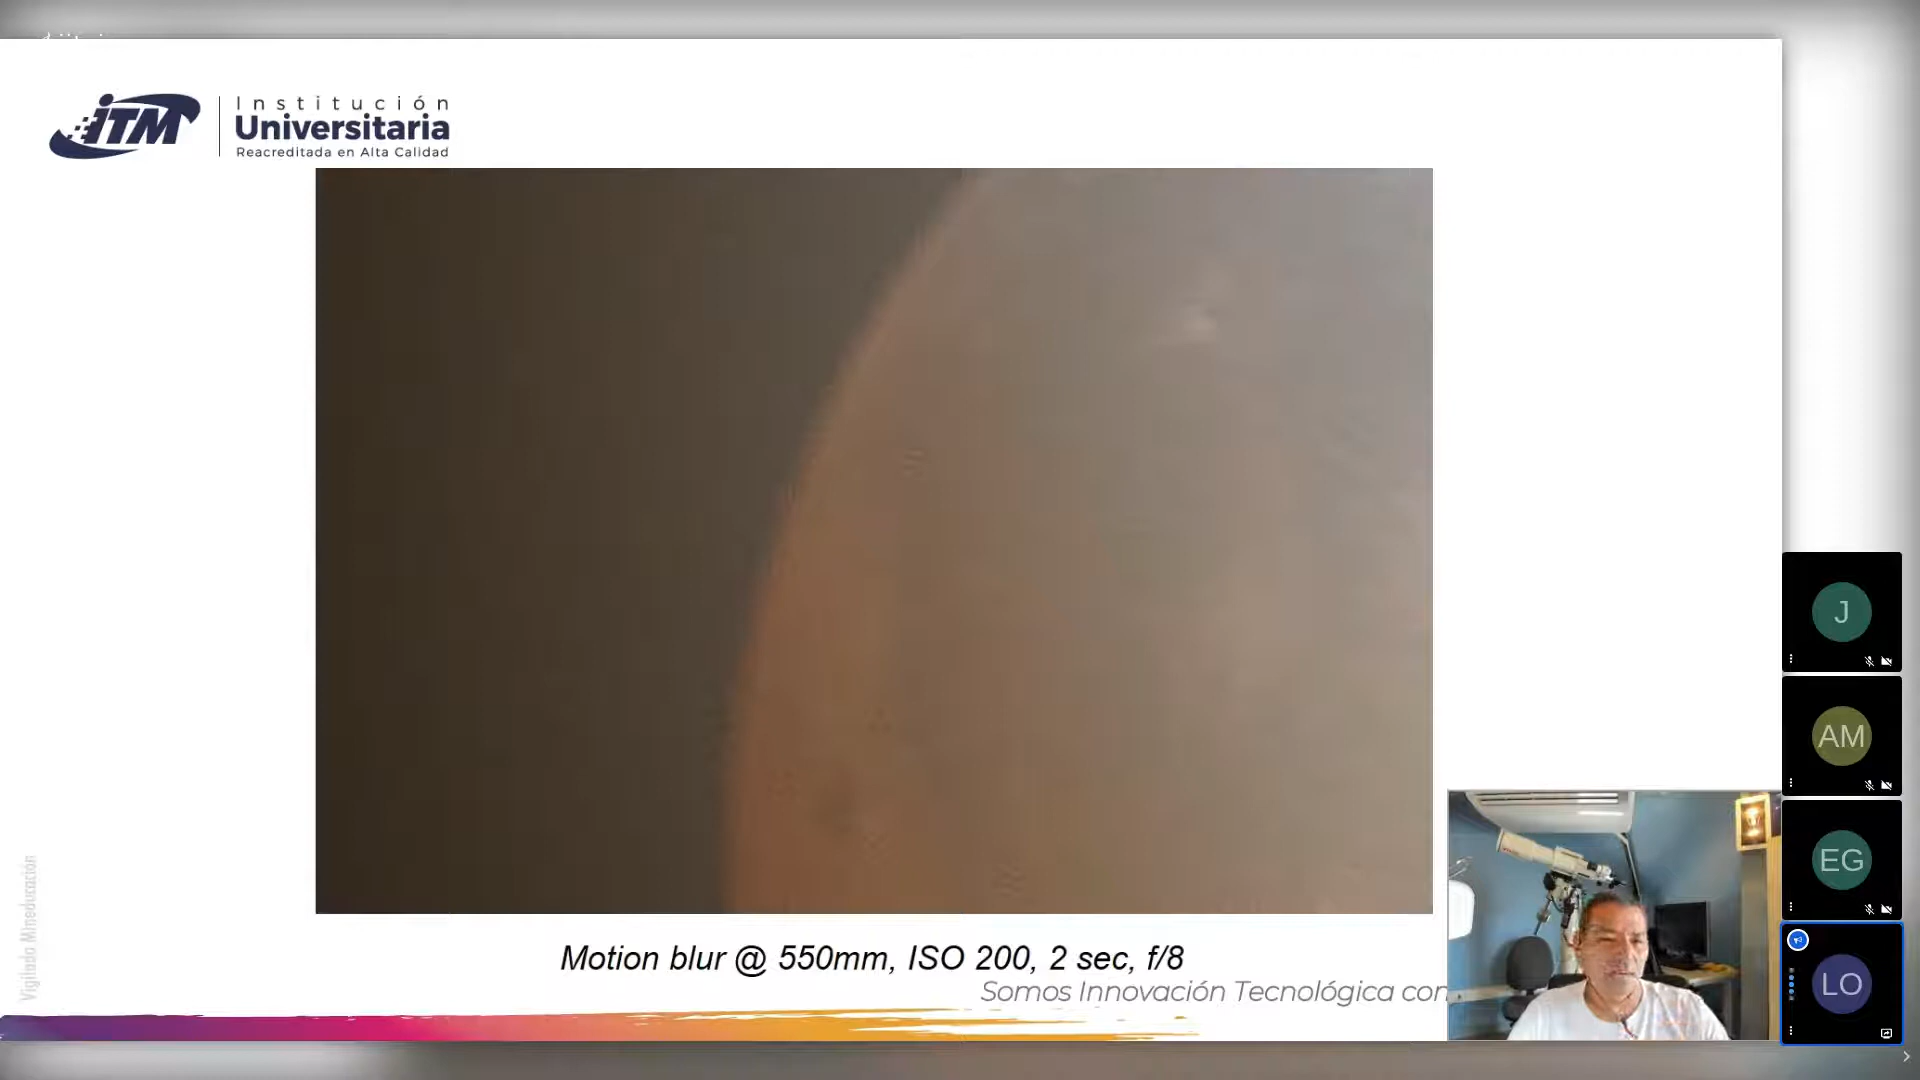 iTM
Institución
Universitaria
Reacreditada en Alta Calidad
Motion blur @ 550mm, ISO 200, 2 sec, f/8
Somos Innovación Tecnológica con
Vigilada Mineducación
J
AM
EG
LO